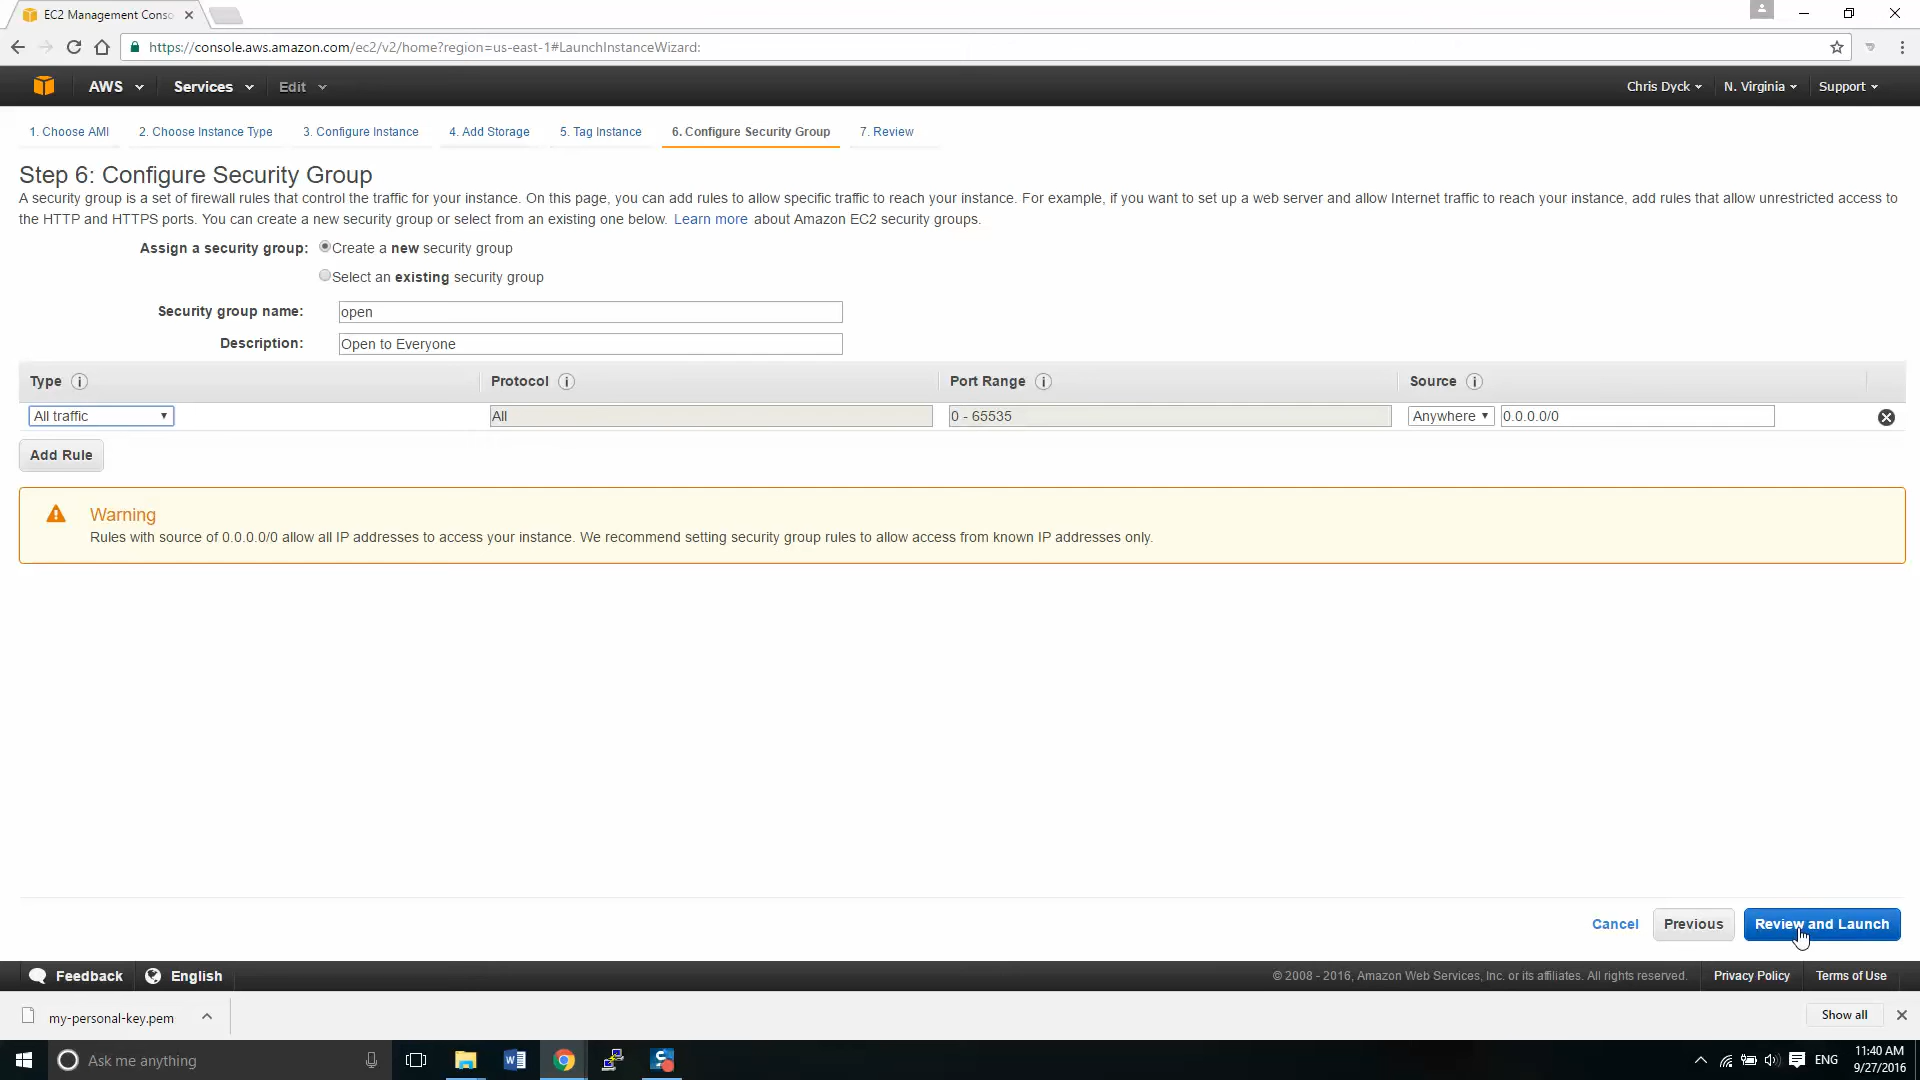 EC2 Management Conso
https://console.aws.amazon.com/ec2/v2/home?region=us-east-1#LaunchInstanceWizard:
AWS Services Edit Chris Dyck N. Virginia Support
1. Choose AMI 2. Choose Instance Type 3. Configure Instance 4. Add Storage 5. Tag Instance 6. Configure Security Group 7. Review
Step 6: Configure Security Group
A security group is a set of firewall rules that control the traffic for your instance. On this page, you can add rules to allow specific traffic to reach your instance. For example, if you want to set up a web server and allow Internet traffic to reach your instance, add rules that allow unrestricted access to
the HTTP and HTTPS ports. You can create a new security group or select from an existing one below. Learn more about Amazon EC2 security groups.
Assign a security group: Create a new security group
Select an existing security group
Security group name: open
Description: Open to Everyone
Type i Protocol i Port Range i Source i
All traffic All 0 - 65535 Anywhere 0.0.0.0/0
Add Rule
Warning
Rules with source of 0.0.0.0/0 allow all IP addresses to access your instance. We recommend setting security group rules to allow access from known IP addresses only.
Cancel Previous Review and Launch
Feedback English © 2008 - 2016, Amazon Web Services, Inc. or its affiliates. All rights reserved. Privacy Policy Terms of Use
my-personal-key.pem Show all
Ask me anything ENG 11:40 AM
9/27/2016